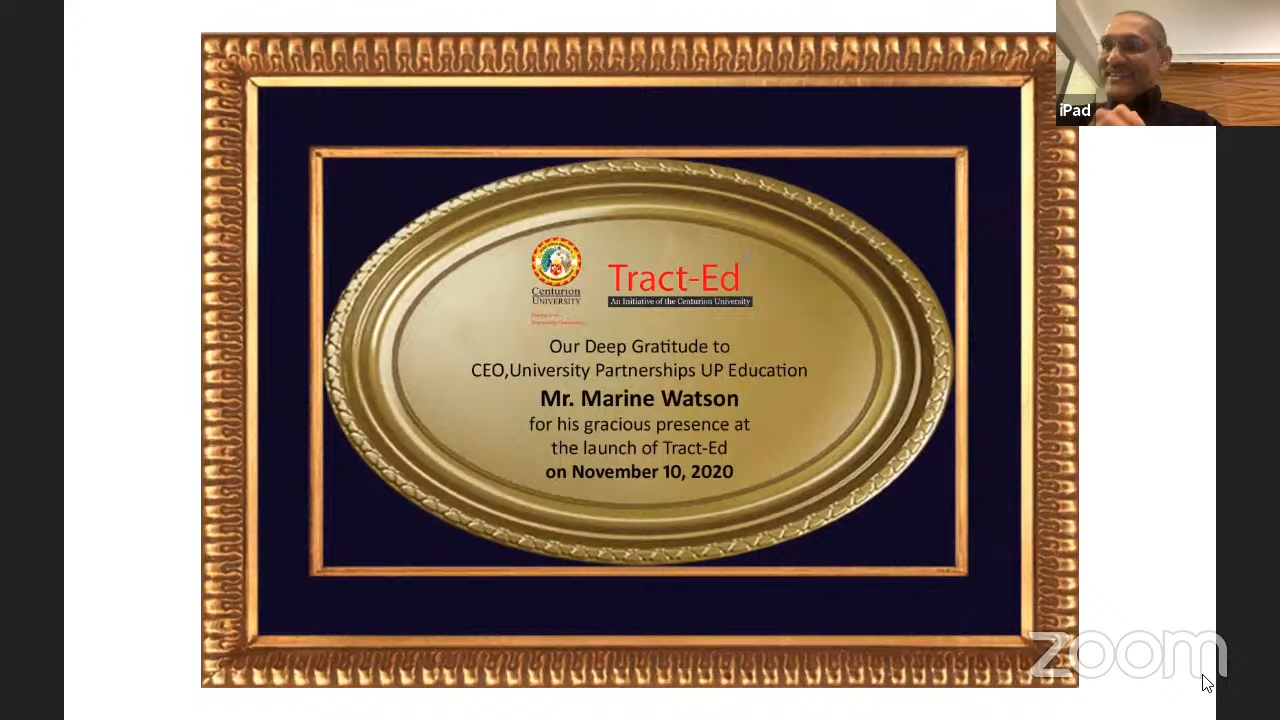 iPad
Centurion
UNIVERSITY
Tract-Ed
An Initiative of the Centurion University
Our Deep Gratitude to
CEO,University Partnerships UP Education
Mr. Marine Watson
for his gracious presence at
the launch of Tract-Ed
on November 10, 2020
zoom